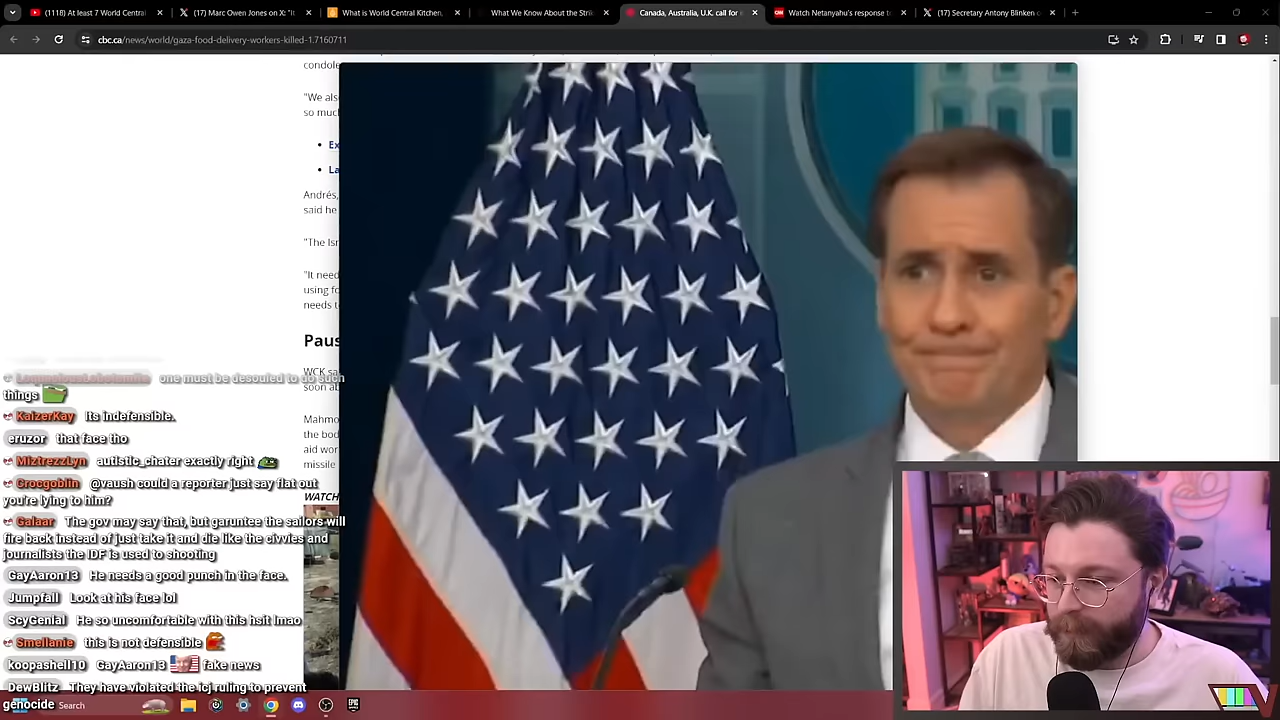 (1118) At least 7 World Central
(17) Marc Owen Jones on X: "It
What is World Central Kitchen,
What We Know About the Strik
Canada, Australia, U.K. call for
Watch Netanyahu's response t
(17) Secretary Antony Blinken o
cbc.ca/news/world/gaza-food-delivery-workers-killed-1.7160711
condole
"We als
so much
Ex
La
Andrés,
said he
"The Isr
"It need
using fo
needs t
Paus
WCK sa
soon ab
Mahmo
the bod
aid wor
missile
WATCH
one must be desouled to do such
things
KaizerKay Its indefensible.
eruzor that face tho
MiztrezzLyn autistic_chater exactly right
Crocgoblin @vaush could a reporter just say flat out
you're lying to him?
Galaar The gov may say that, but garuntee the sailors will
fire back instead of just take it and die like the civvies and
journalists the IDF is used to shooting
GayAaron13 He needs a good punch in the face.
Jumpfall Look at his face lol
ScyGenial He so uncomfortable with this hsit lmao
Smellanie this is not defensible
koopashell10 GayAaron13 fake news
DewBlitz They have violated the icj ruling to prevent
genocide
Search
EPIC
V